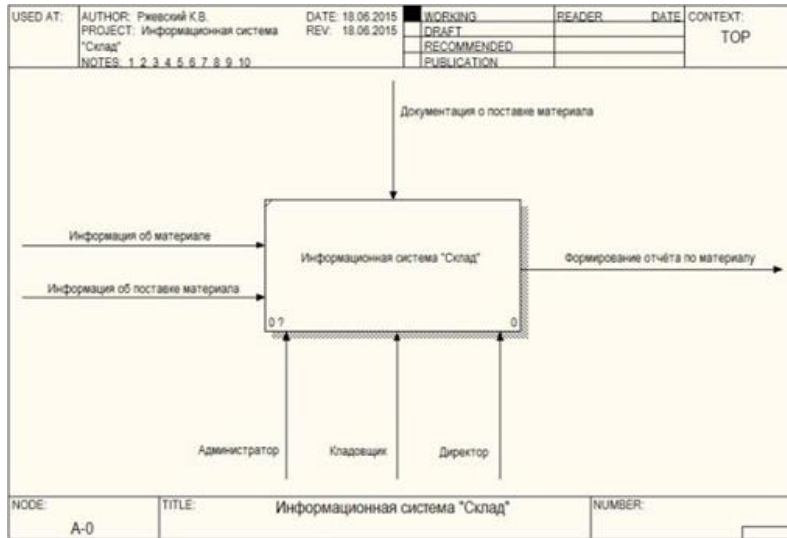 USED AT:
AUTHOR: Ржевский К.В.
DATE: 18.06.2015
PROJECT: Информационная система
"Склад"
REV: 18.06.2015
NOTES: 1 2 3 4 5 6 7 8 9 10
WORKING
DRAFT
RECOMMENDED
PUBLICATION
READER
DATE
CONTEXT:
TOP
Документация о поставке материала
Информация об материале
Информация об поставке материала
Информационная система "Склад"
0 ?
0
Формирование отчёта по материалу
Администратор
Кладовщик
Директор
NODE:
A-0
TITLE:
Информационная система "Склад"
NUMBER: